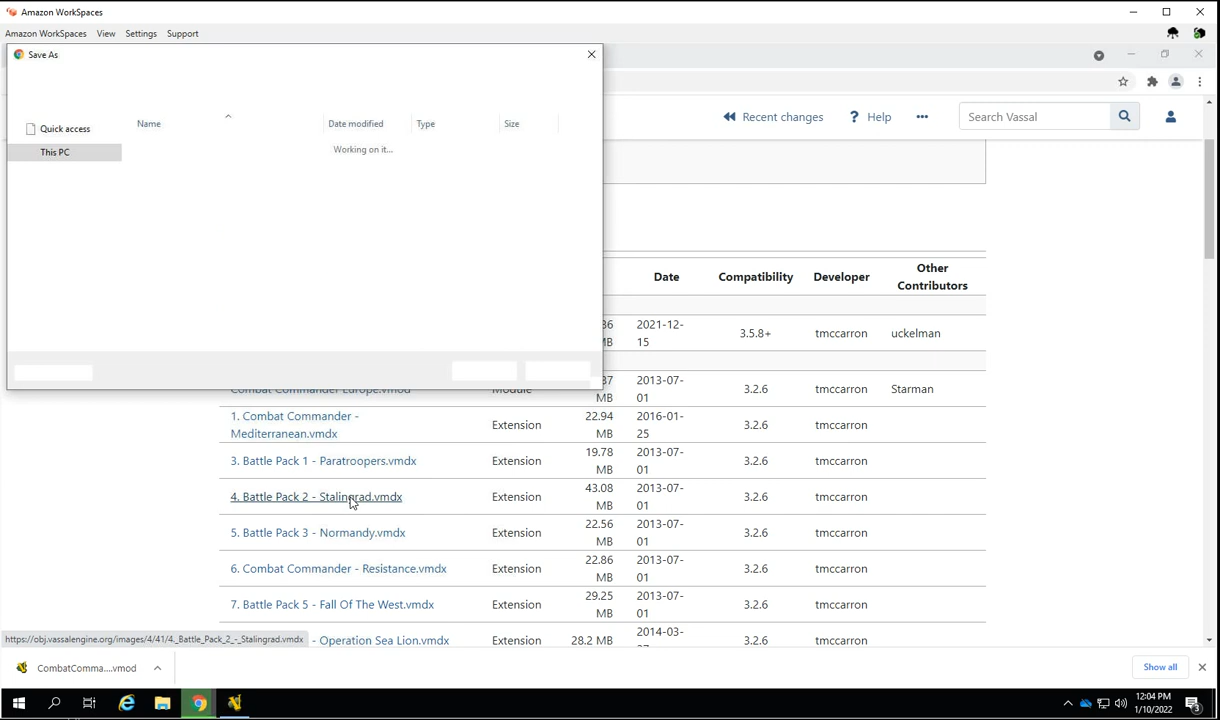 Amazon WorkSpaces
Amazon WorkSpaces View Settings Support
Save As
Name Date modified Type Size
Quick access
This PC
Working on it...
Recent changes ? Help ••• Search Vassal
Date Compatibility Developer Other
Contributors
MB 2021-12-
15 3.5.8+ tmccarron uckelman
Module MB 2013-07-
01 3.2.6 tmccarron Starman
1. Combat Commander -
Mediterranean.vmdx Extension 22.94
MB 2016-01-
25 3.2.6 tmccarron
3. Battle Pack 1 - Paratroopers.vmdx Extension 19.78
MB 2013-07-
01 3.2.6 tmccarron
4. Battle Pack 2 - Stalingrad.vmdx Extension 43.08
MB 2013-07-
01 3.2.6 tmccarron
5. Battle Pack 3 - Normandy.vmdx Extension 22.56
MB 2013-07-
01 3.2.6 tmccarron
6. Combat Commander - Resistance.vmdx Extension 22.86
MB 2013-07-
01 3.2.6 tmccarron
7. Battle Pack 5 - Fall Of The West.vmdx Extension 29.25
MB 2013-07-
01 3.2.6 tmccarron
- Operation Sea Lion.vmdx Extension 28.2 MB 2014-03- 3.2.6 tmccarron
https://obj.vassalengine.org/images/4/41/4._Battle_Pack_2_-_Stalingrad.vmdx
CombatComma....vmod Show all
12:04 PM
1/10/2022
3